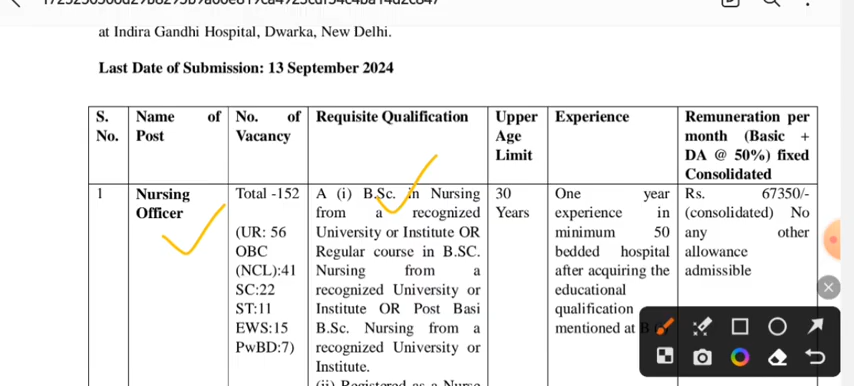 at Indira Gandhi Hospital, Dwarka, New Delhi.
Last Date of Submission: 13 September 2024
S. No.
Name of Post
No. of Vacancy
Requisite Qualification
Upper Age Limit
Experience
Remuneration per month (Basic + DA @ 50%) fixed Consolidated
1
Nursing Officer
Total -152
(UR: 56
OBC
(NCL):41
SC:22
ST:11
EWS:15
PwBD:7)
A (i) B.Sc. in Nursing
from a recognized
University or Institute OR
Regular course in B.SC.
Nursing from a
recognized University or
Institute OR Post Basi
B.Sc. Nursing from a
recognized University or
Institute.
(ii) Registered as a Nurse
30
Years
One year
experience in
minimum 50
bedded hospital
after acquiring the
educational
qualification
mentioned at B
Rs. 67350/-
(consolidated) No
any other
allowance
admissible